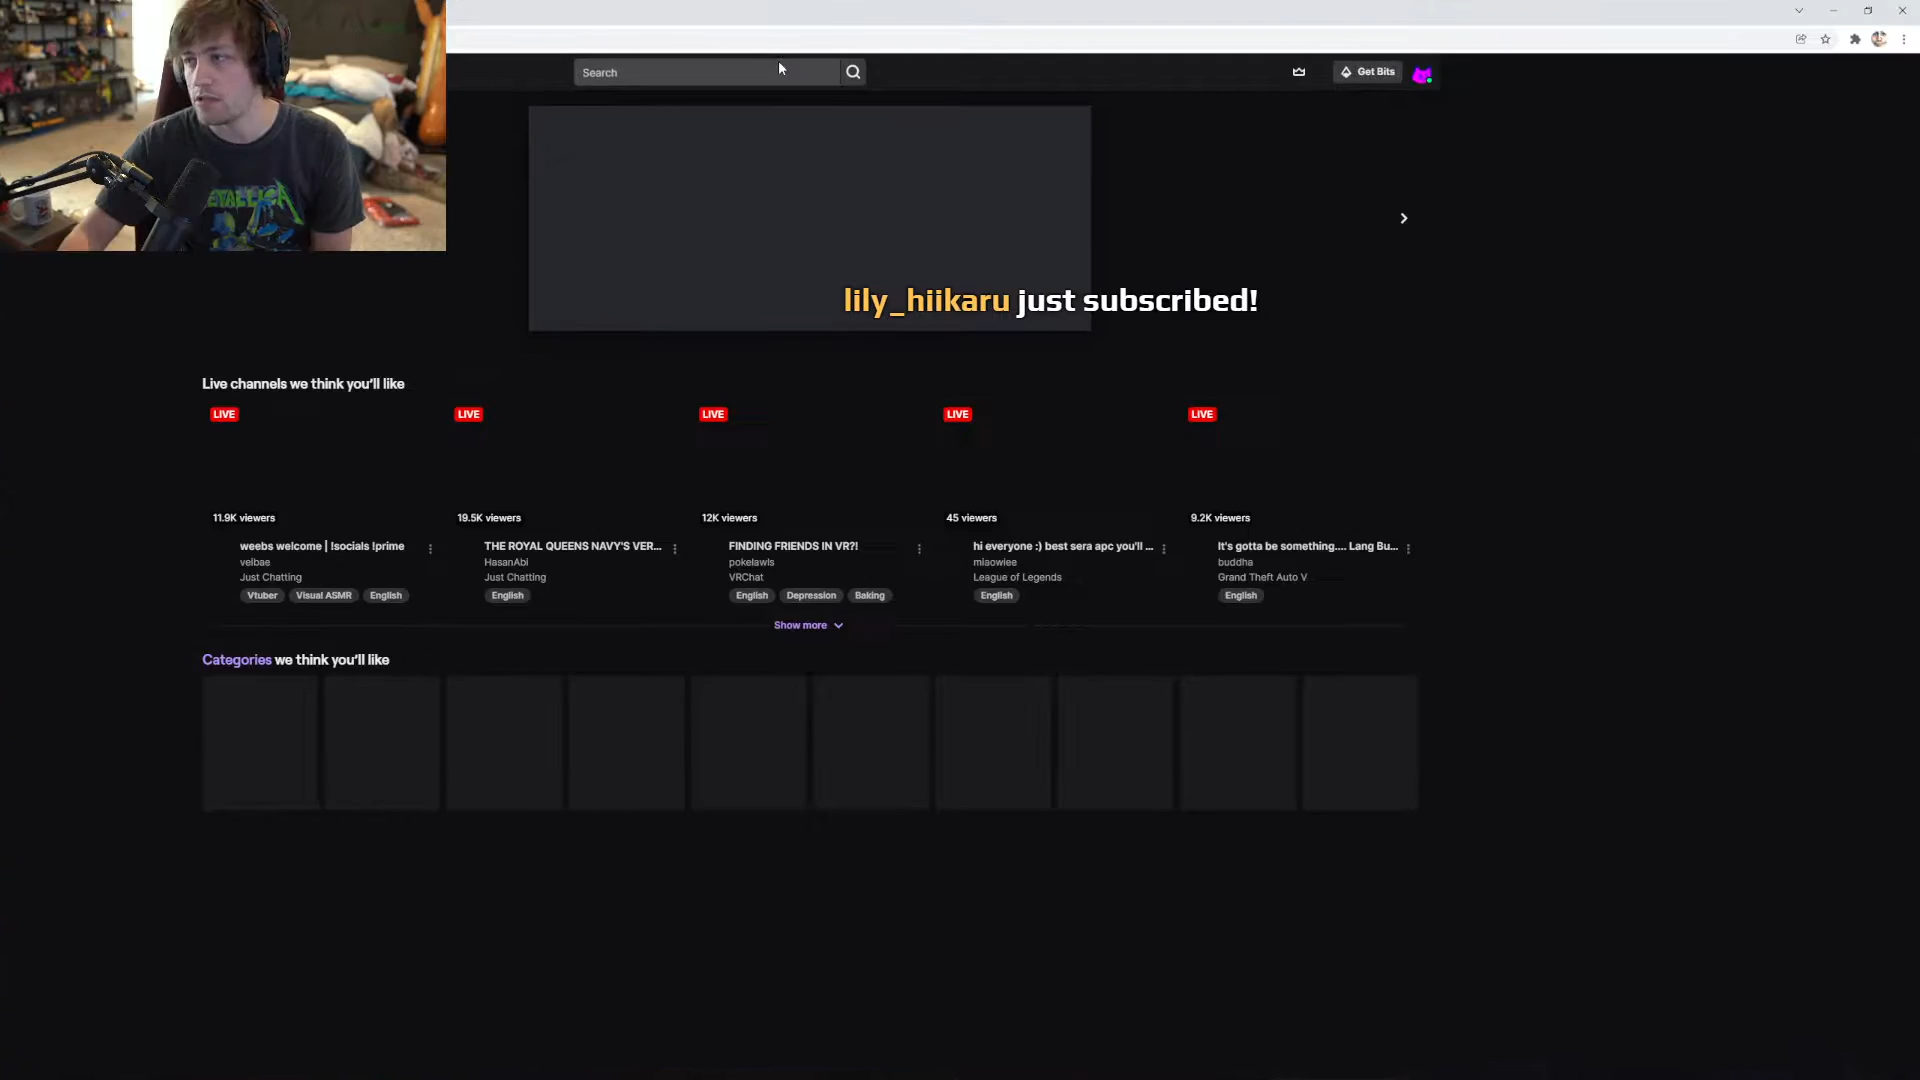 METALLICA
Search
Get Bits
lily_hiikaru just subscribed!
Live channels we think you'll like
LIVE
LIVE
LIVE
LIVE
LIVE
11.9K viewers
19.5K viewers
12K viewers
45 viewers
9.2K viewers
weebs welcome | !socials !prime
veibae
Just Chatting
Vtuber
Visual ASMR
English
THE ROYAL QUEENS NAVY'S VER...
HasanAbi
Just Chatting
English
FINDING FRIENDS IN VR?!
pokelawls
VRChat
English
Depression
Baking
hi everyone :) best sera apc you'll ...
miaowiee
League of Legends
English
It's gotta be something.... Lang Bu...
buddha
Grand Theft Auto V
English
Show more
Categories we think you'll like